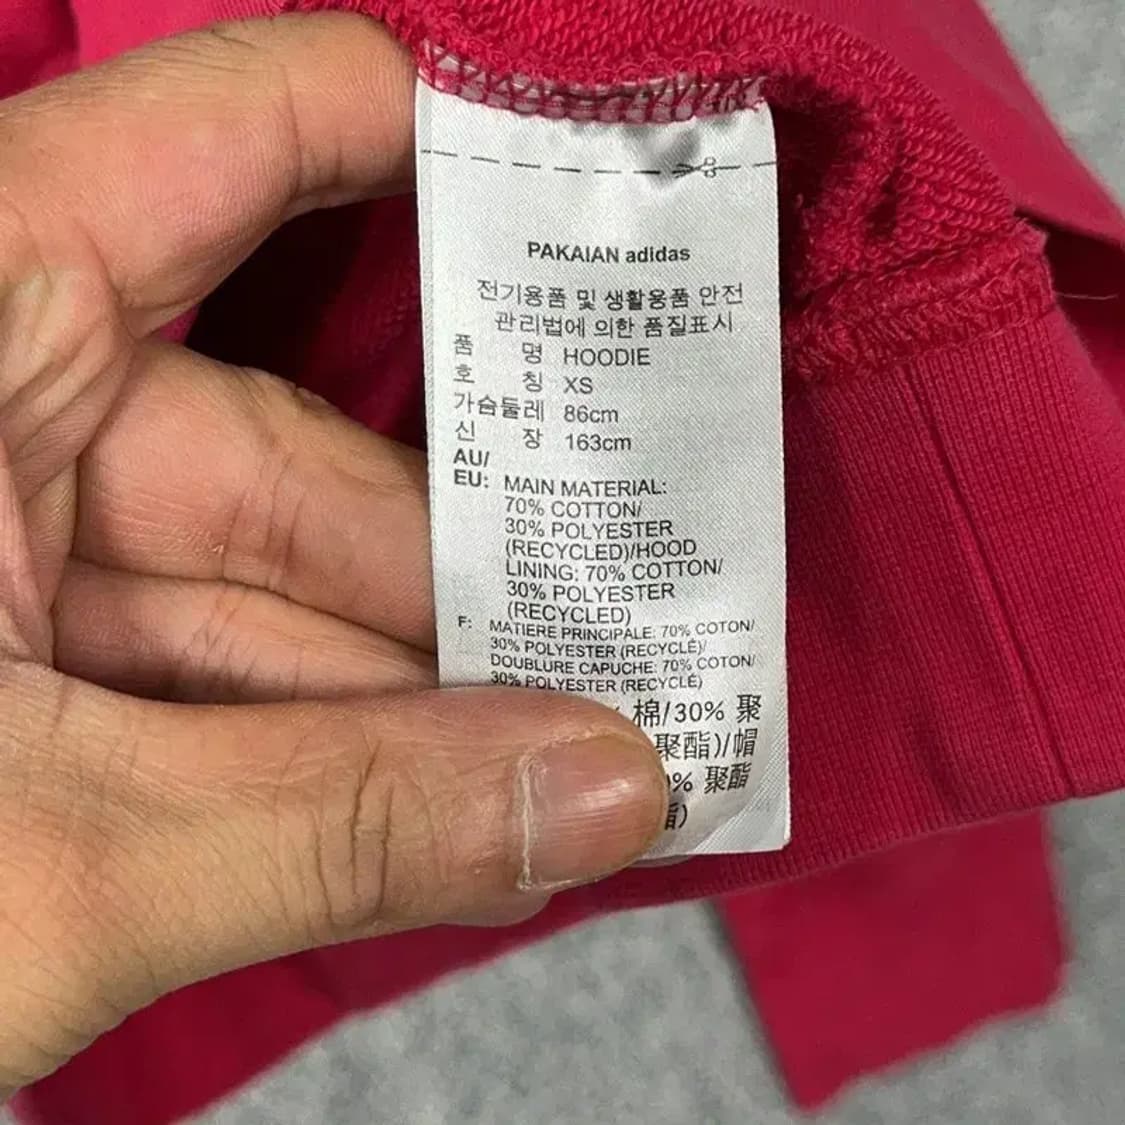 PAKAIAN adidas
전기용품 및 생활용품 안전
관리법에 의한 품질표시
품 명 HOODIE
호 칭 XS
가슴둘레 86cm
신 장 163cm
AU/
EU: MAIN MATERIAL:
70% COTTON/
30% POLYESTER
(RECYCLED)/HOOD
LINING: 70% COTTON/
30% POLYESTER
(RECYCLED)
F: MATIERE PRINCIPALE: 70% COTON/
30% POLYESTER (RECYCLÉ)/
DOUBLURE CAPUCHE: 70% COTON/
30% POLYESTER (RECYCLÉ)
棉/30% 聚
聚酯)/帽
% 聚酯
酯)